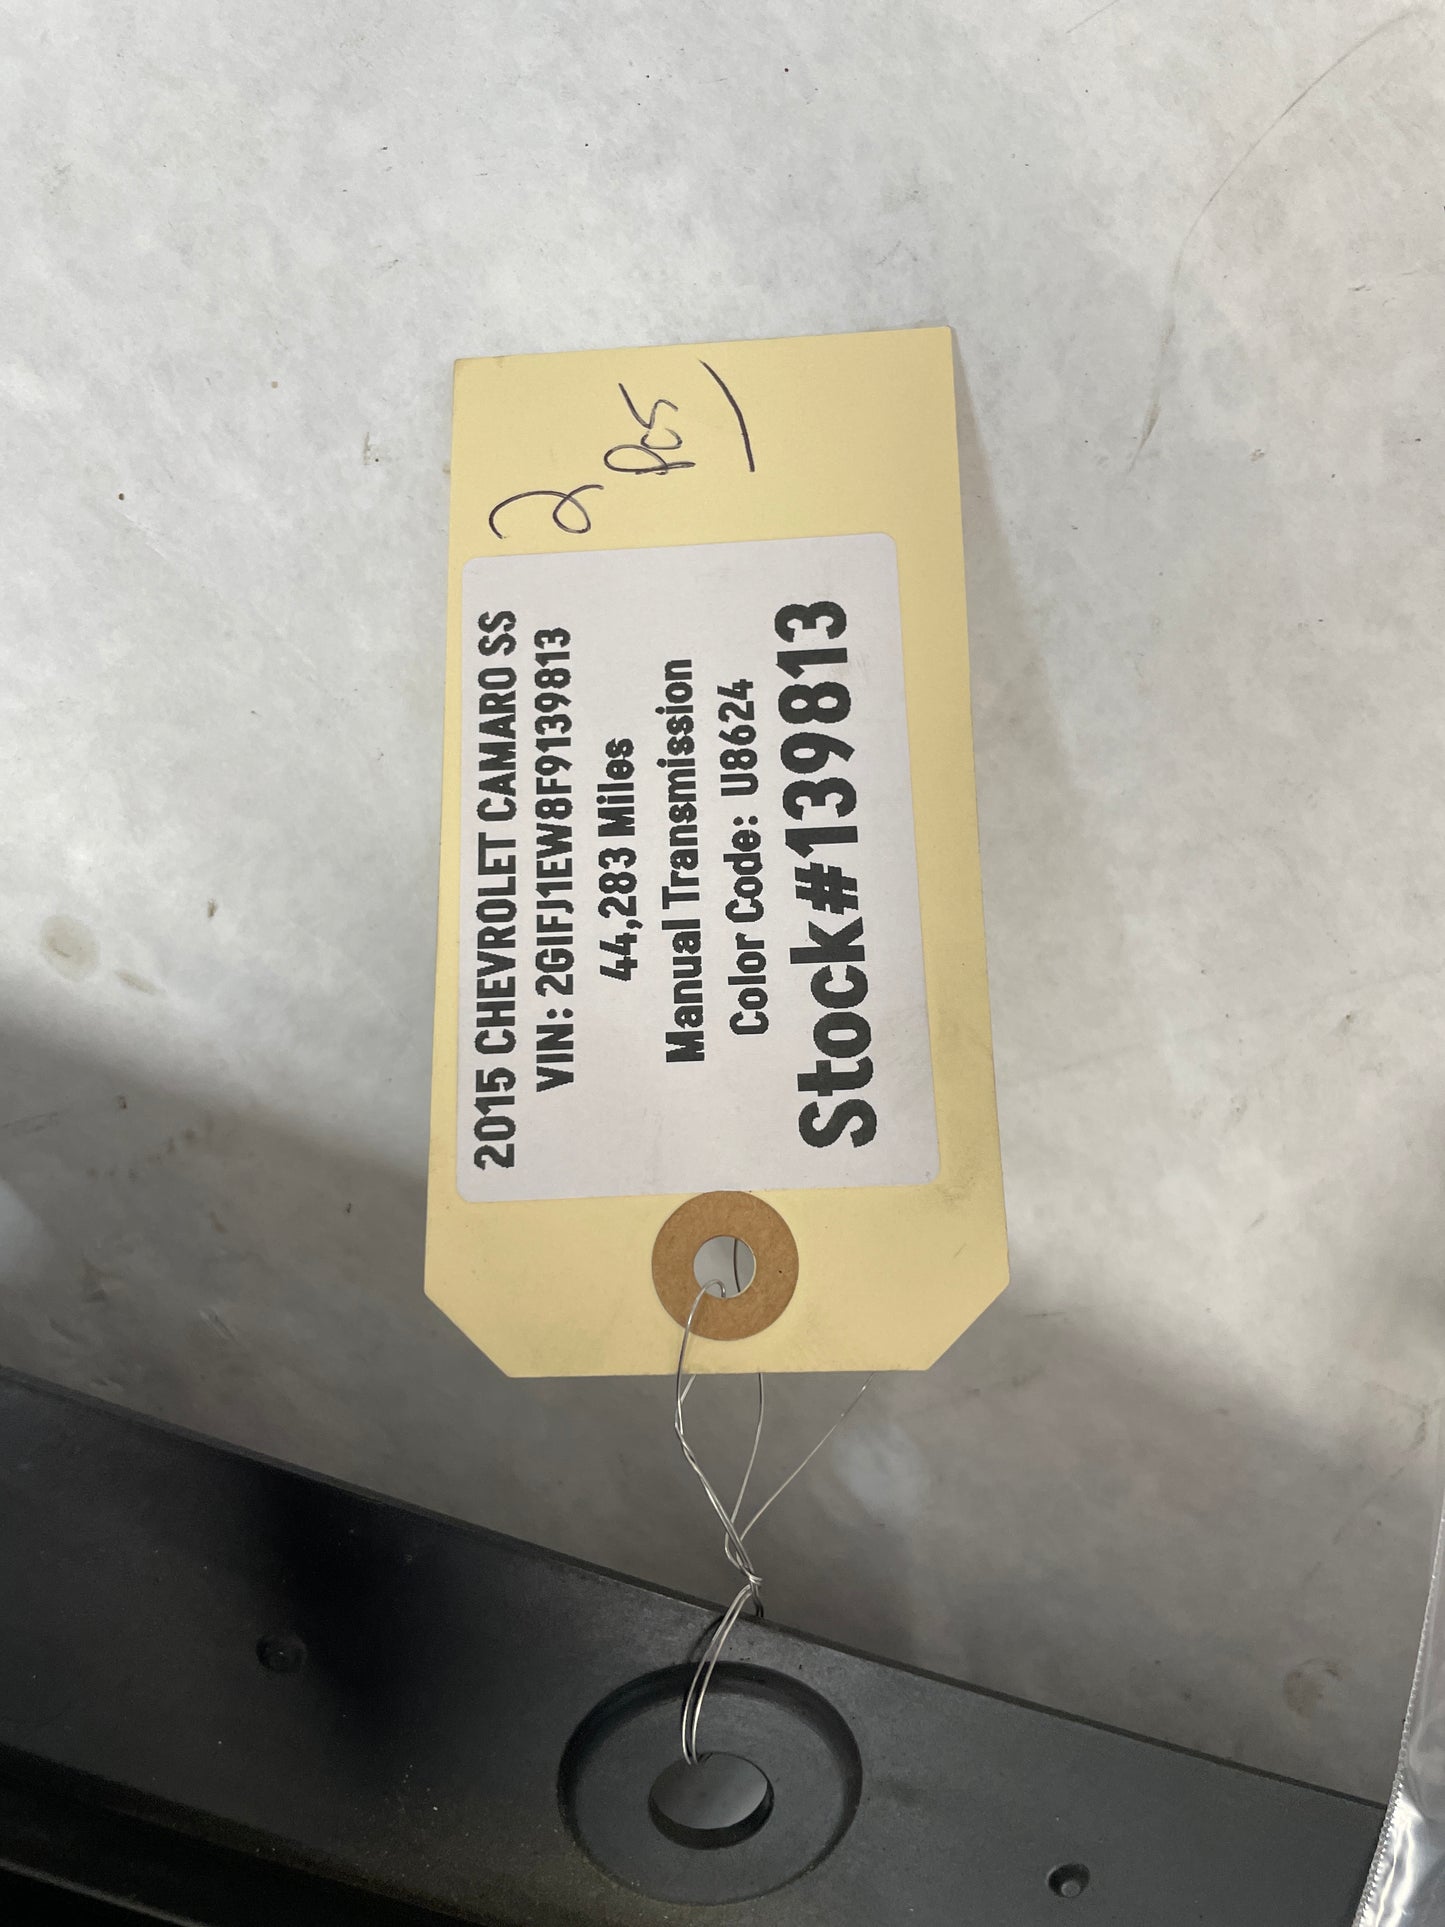 2015 CHEVROLET CAMARO SS
VIN: 2GIFJ1EW8F9139813
44,283 Miles
Manual Transmission
Color Code: U8624
Stock#139813
2 pcs